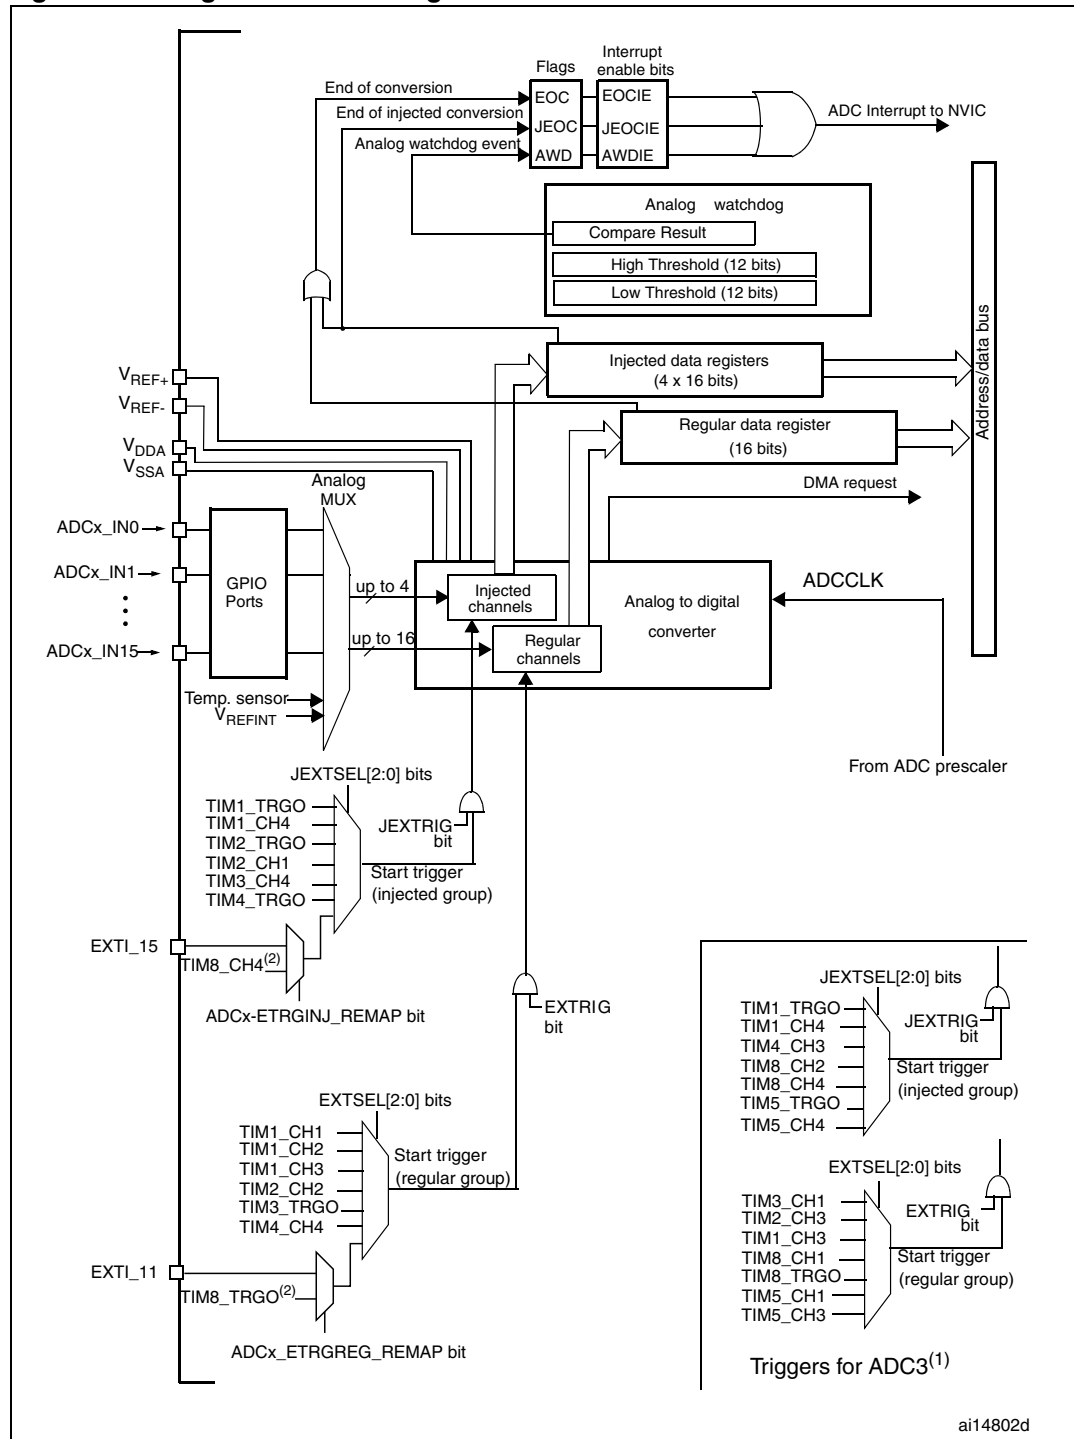 Flags
Interrupt
enable bits
End of conversion
EOC
EOCIE
End of injected conversion
JEOC
JEOCIE
ADC Interrupt to NVIC
Analog watchdog event
AWD
AWDIE
Analog watchdog
Compare Result
High Threshold (12 bits)
Low Threshold (12 bits)
Address/data bus
Injected data registers
(4 x 16 bits)
Regular data register
(16 bits)
DMA request
VREF+
VREF-
VDDA
VSSA
Analog
MUX
ADCx_IN0
ADCx_IN1
ADCx_IN15
GPIO
Ports
up to 4
up to 16
Injected
channels
Regular
channels
Analog to digital
converter
ADCCLK
Temp. sensor
VREFINT
From ADC prescaler
JEXTSEL[2:0] bits
TIM1_TRGO
TIM1_CH4
TIM2_TRGO
TIM2_CH1
TIM3_CH4
TIM4_TRGO
JEXTRIG
bit
Start trigger
(injected group)
EXTI_15
TIM8_CH4(2)
ADCx-ETRGINJ_REMAP bit
EXTRIG
bit
EXTSEL[2:0] bits
TIM1_CH1
TIM1_CH2
TIM1_CH3
TIM2_CH2
TIM3_TRGO
TIM4_CH4
Start trigger
(regular group)
EXTI_11
TIM8_TRGO(2)
ADCx_ETRGREG_REMAP bit
JEXTSEL[2:0] bits
TIM1_TRGO
TIM1_CH4
TIM4_CH3
TIM8_CH2
TIM8_CH4
TIM5_TRGO
TIM5_CH4
JEXTRIG
bit
Start trigger
(injected group)
EXTSEL[2:0] bits
TIM3_CH1
TIM2_CH3
TIM1_CH3
TIM8_CH1
TIM8_TRGO
TIM5_CH1
TIM5_CH3
EXTRIG
bit
Start trigger
(regular group)
Triggers for ADC3(1)
ai14802d